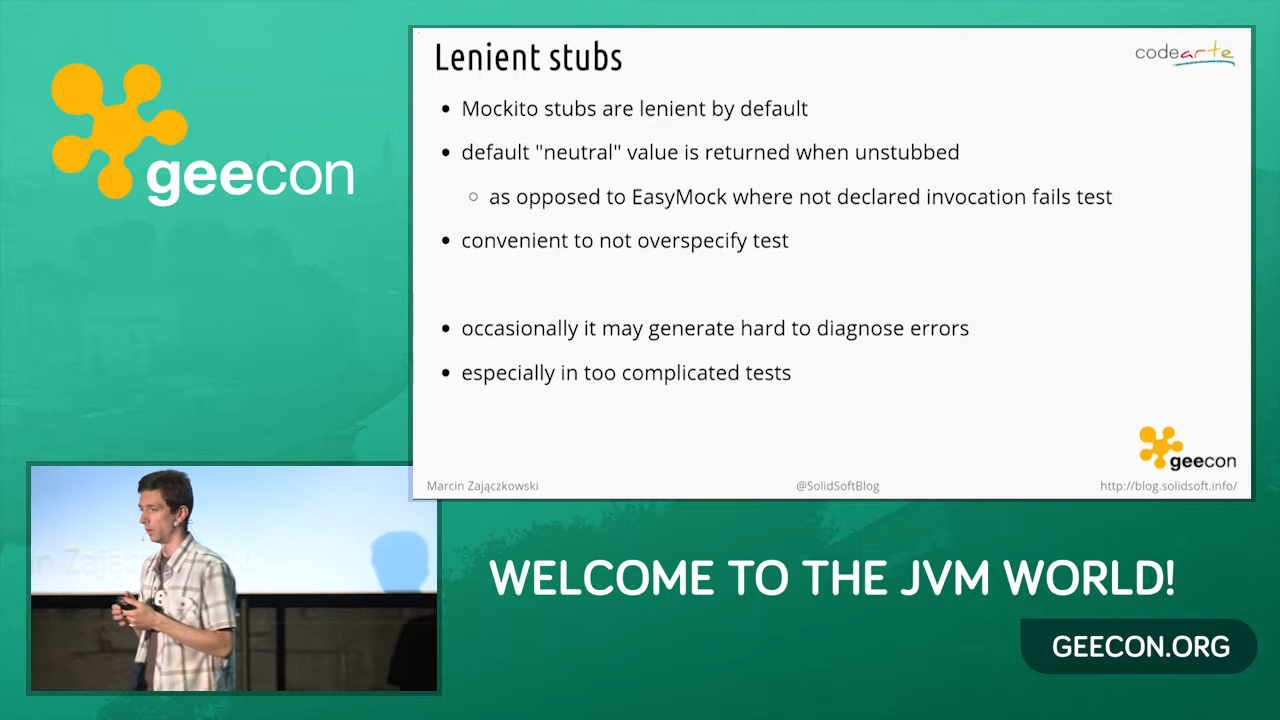 geecon
Lenient stubs
codearte
Mockito stubs are lenient by default
default "neutral" value is returned when unstubbed
as opposed to EasyMock where not declared invocation fails test
convenient to not overspecify test
occasionally it may generate hard to diagnose errors
especially in too complicated tests
geecon
Marcin Zajączkowski
@SolidSoftBlog
http://blog.solidsoft.info/
WELCOME TO THE JVM WORLD!
GEECON.ORG